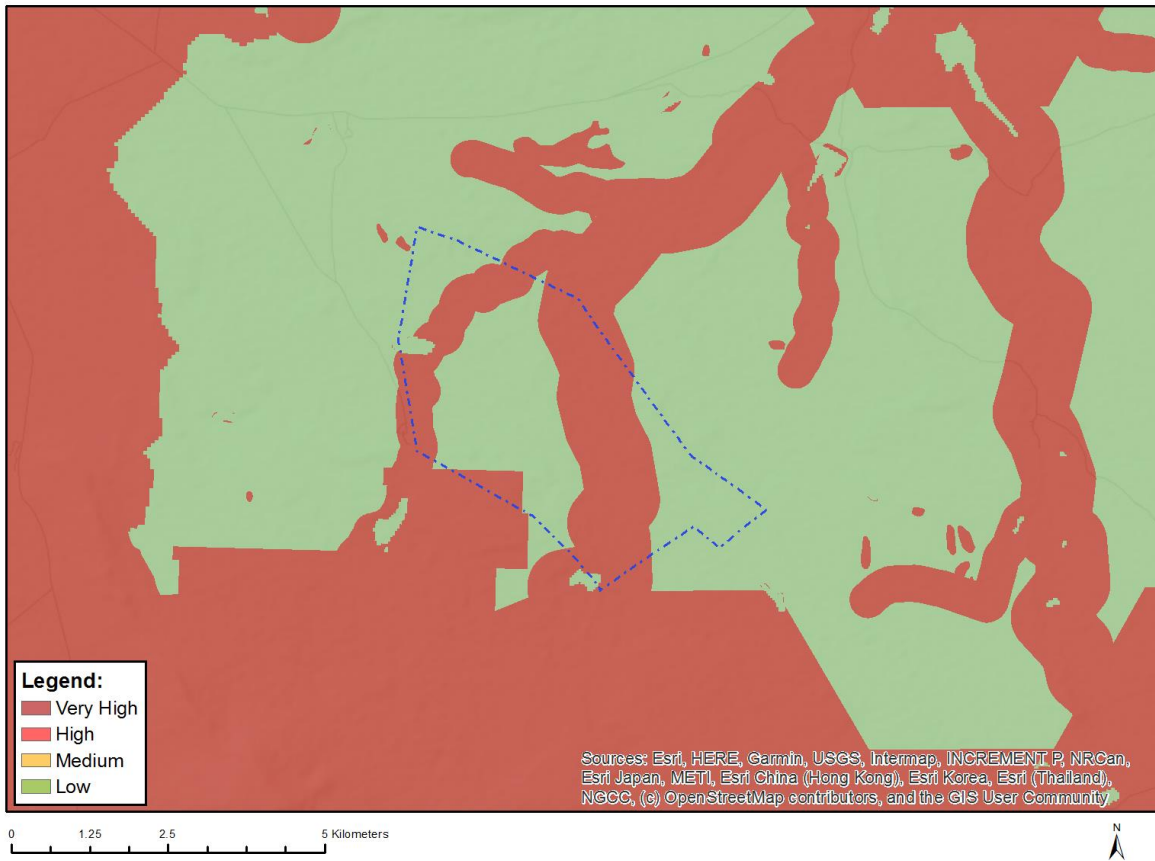 Legend:
Very High
High
Medium
Low
Sources: Esri, HERE, Garmin, USGS, Intermap, INCREMENT P, NRCan,
Esri Japan, METI, Esri China (Hong Kong), Esri Korea, Esri (Thailand),
NGCC, (c) OpenStreetMap contributors, and the GIS User Community
0 1.25 2.5 5 Kilometers
N